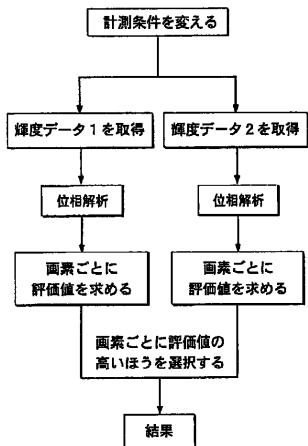 計測条件を変える
輝度データ1を取得
輝度データ2を取得
位相解析
位相解析
画素ごとに
評価値を求める
画素ごとに
評価値を求める
画素ごとに評価値の
高いほうを選択する
結果